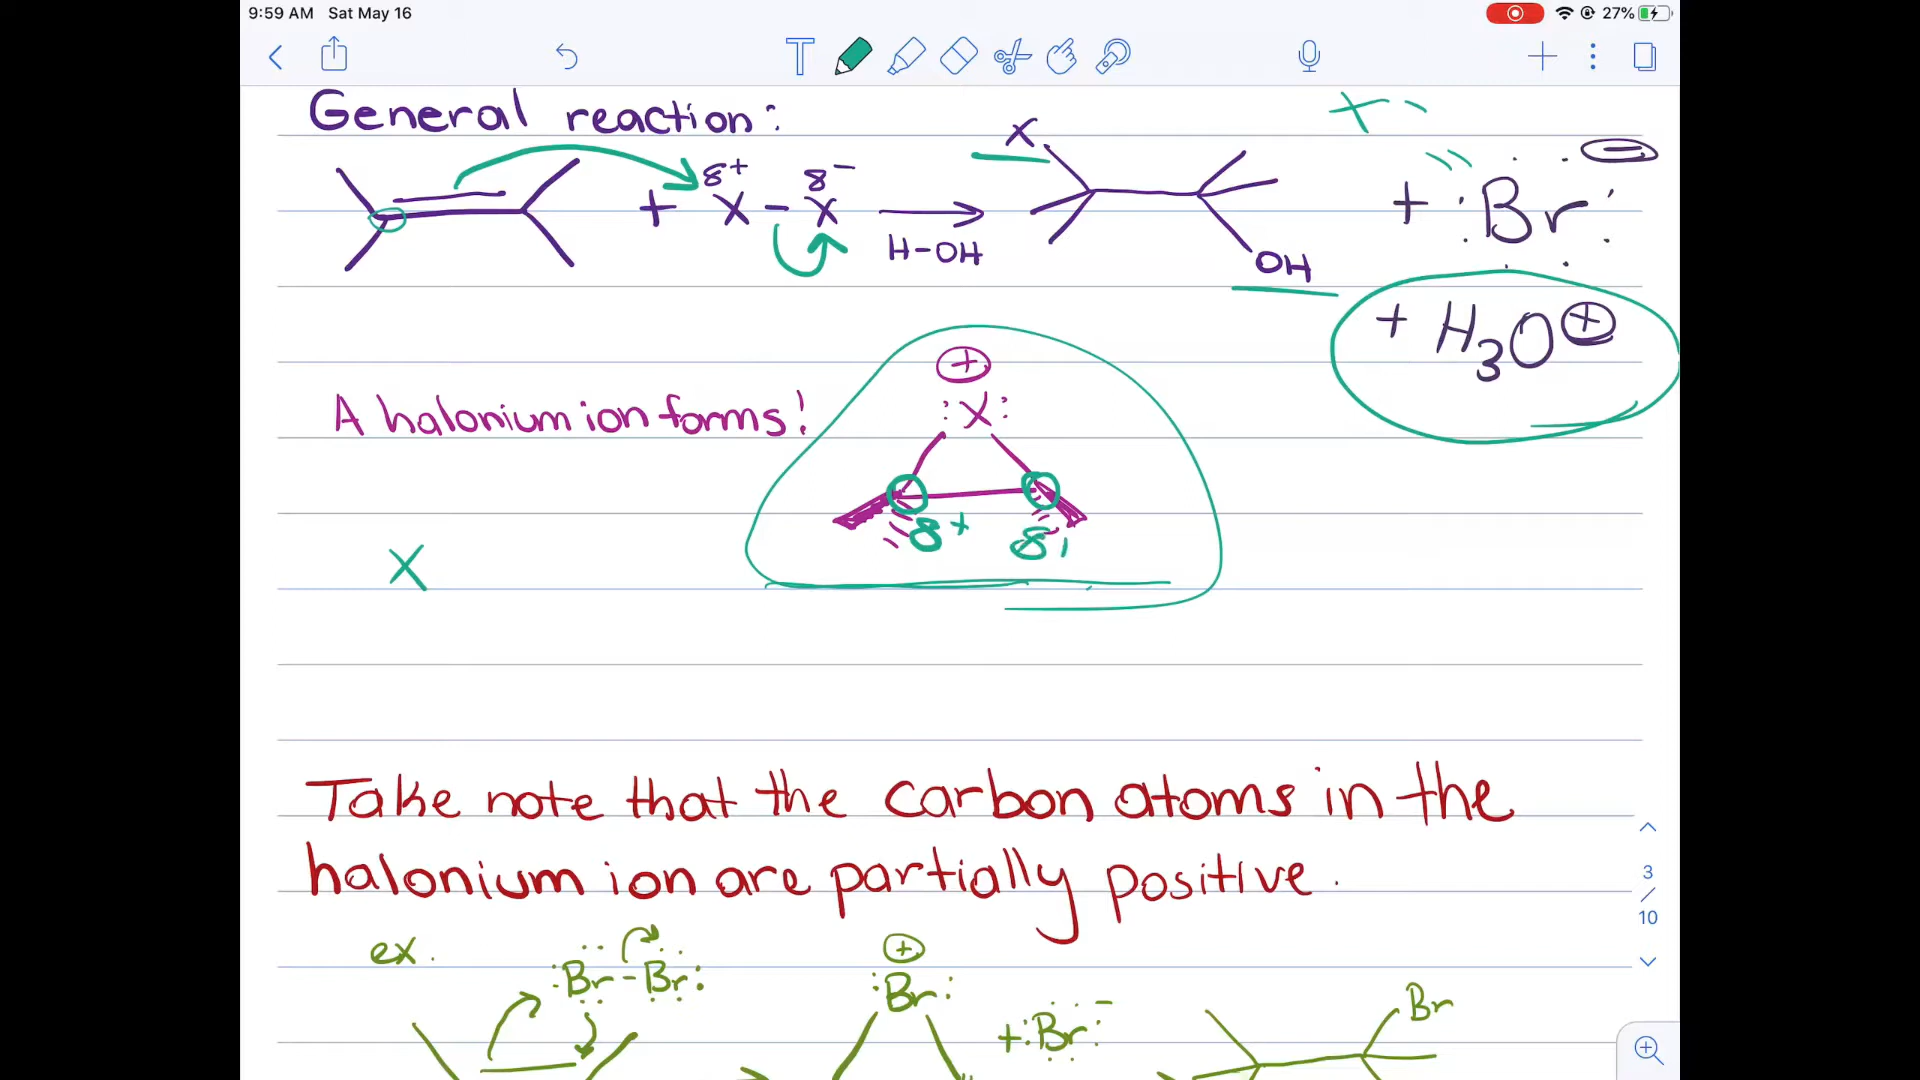 9:59 AM Sat May 16
27%
T
General reaction:
X -
δ+ δ-
+ X - X
H-OH
X
OH
+ :Br: -
+ H3O +
+
A halonium ion forms! :X:
δ+ δ+
X
Take note that the carbon atoms in the
halonium ion are partially positive.
3
/
10
ex.
:Br - Br:
+
:Br:
+ :Br: -
Br